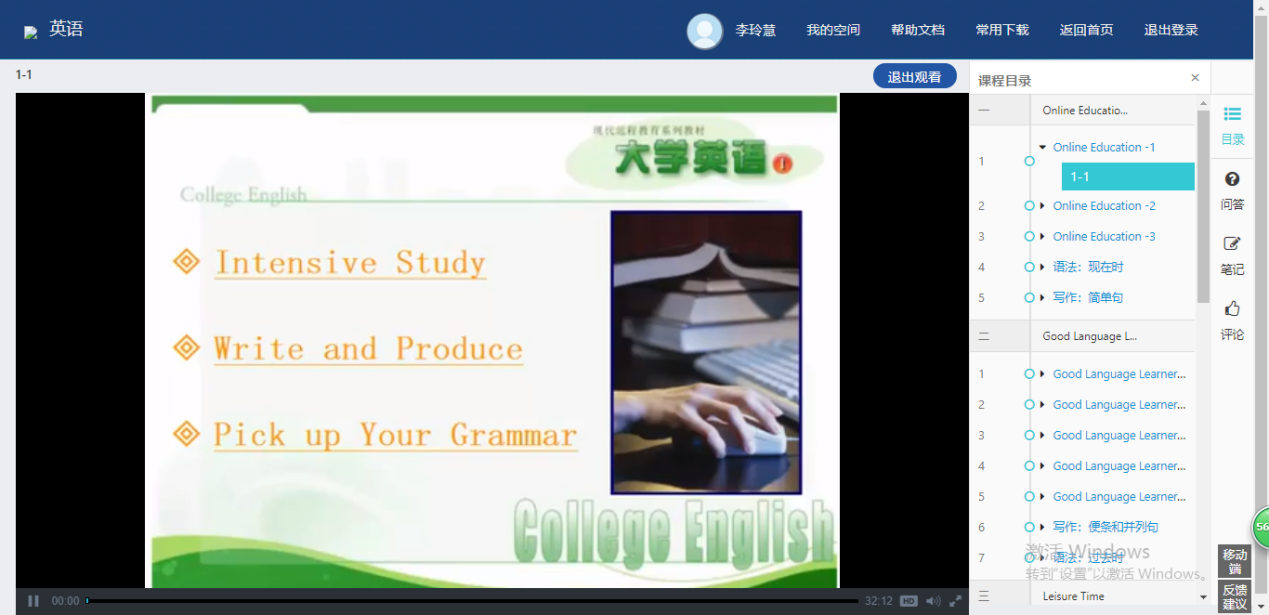 英语
李玲慧 我的空间 帮助文档 常用下载 返回首页 退出登录
1-1
退出观看
现代远程教育系列教材
大学英语 1
College English
Intensive Study
Write and Produce
Pick up Your Grammar
College English
00:00
32:12
HD
课程目录 ×
一 Online Educatio...
1 Online Education -1
1-1
2 Online Education -2
3 Online Education -3
4 语法：现在时
5 写作：简单句
二 Good Language L...
1 Good Language Learner...
2 Good Language Learner...
3 Good Language Learner...
4 Good Language Learner...
5 Good Language Learner...
6 写作：便条和并列句
7 语法：过去时
三 Leisure Time
目录
问答
笔记
评论
56
移动
端
反馈
建议
激活 Windows
转到"设置"以激活 Windows。